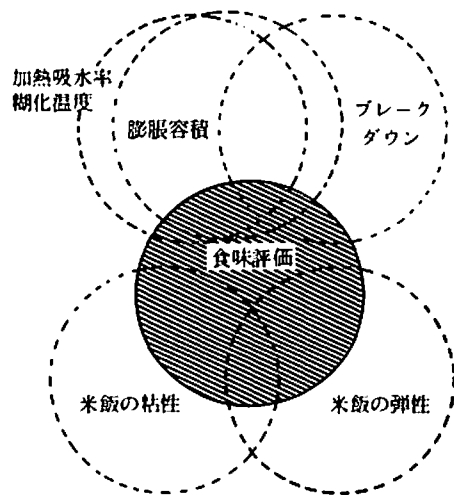 加熱吸水率
糊化温度
膨脹容積
ブレーク
ダウン
食味評価
米飯の粘性
米飯の弾性